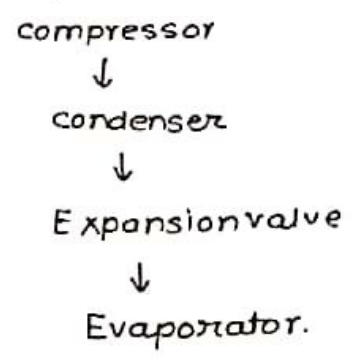 compressor
↓
condenser
↓
Expansionvalve
↓
Evaporator.